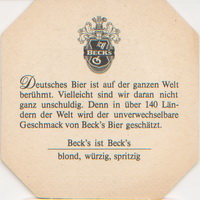 BECK'S
Deutsches Bier ist auf der ganzen Welt
berühmt. Vielleicht sind wir daran nicht
ganz unschuldig. Denn in über 140 Län-
dern der Welt wird der unverwechselbare
Geschmack von Beck's Bier geschätzt.
Beck's ist Beck's
blond, würzig, spritzig